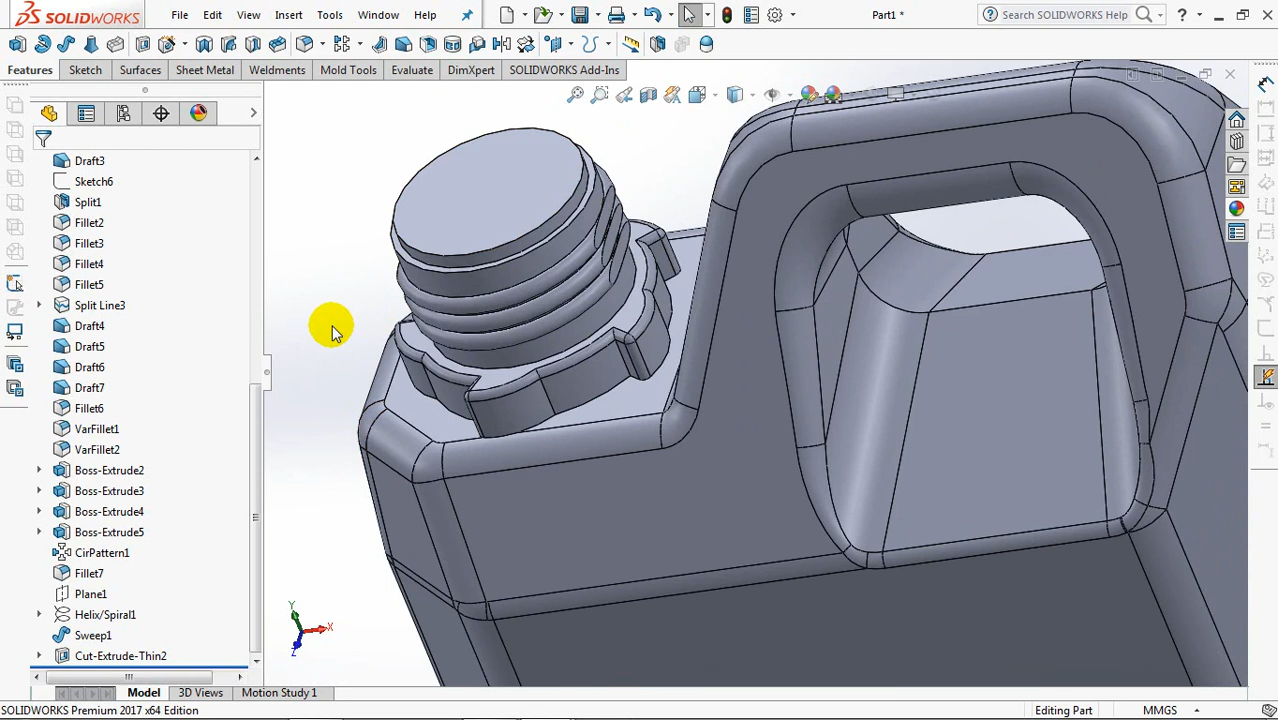 SOLIDWORKS File Edit View Insert Tools Window Help Part1 * Search SOLIDWORKS Help ?
Features Sketch Surfaces Sheet Metal Weldments Mold Tools Evaluate DimXpert SOLIDWORKS Add-Ins
Draft3
Sketch6
Split1
Fillet2
Fillet3
Fillet4
Fillet5
Split Line3
Draft4
Draft5
Draft6
Draft7
Fillet6
VarFillet1
VarFillet2
Boss-Extrude2
Boss-Extrude3
Boss-Extrude4
Boss-Extrude5
CirPattern1
Fillet7
Plane1
Helix/Spiral1
Sweep1
Cut-Extrude-Thin2
Y
X
Z
Model 3D Views Motion Study 1
SOLIDWORKS Premium 2017 x64 Edition Editing Part MMGS